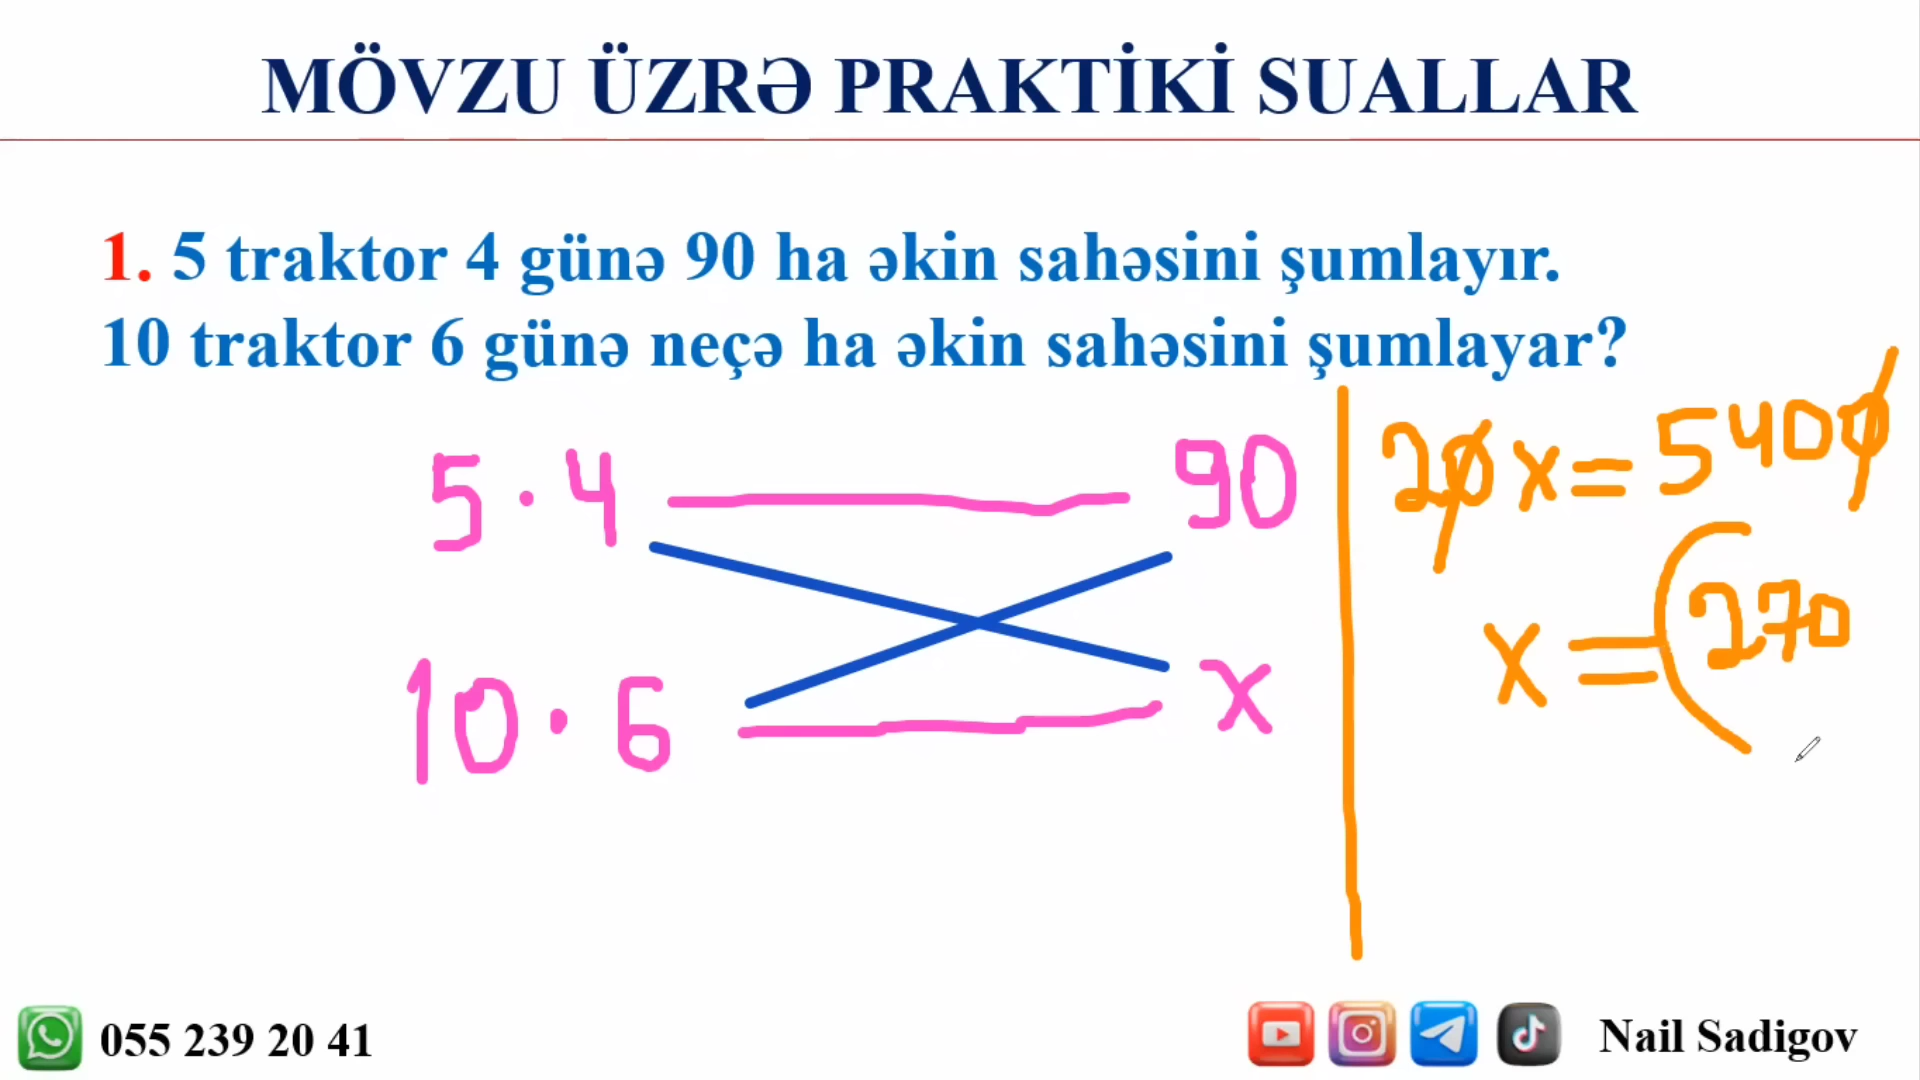 MÖVZU ÜZRƏ PRAKTİKİ SUALLAR
1. 5 traktor 4 günə 90 ha əkin sahəsini şumlayır.
10 traktor 6 günə neçə ha əkin sahəsini şumlayar?
5 · 4 90
10 · 6 x
20 x = 5400
x = 270
055 239 20 41
Nail Sadigov